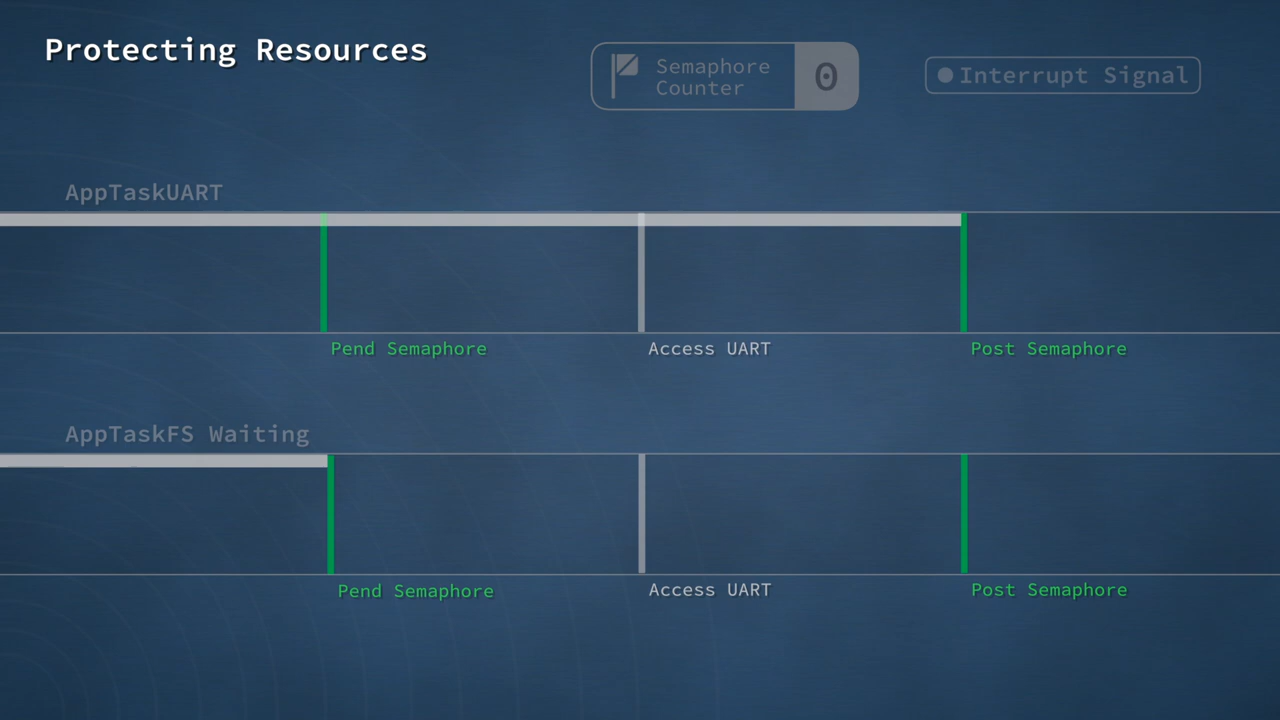 Protecting Resources
Semaphore
Counter
0
Interrupt Signal
AppTaskUART
Pend Semaphore
Access UART
Post Semaphore
AppTaskFS Waiting
Pend Semaphore
Access UART
Post Semaphore